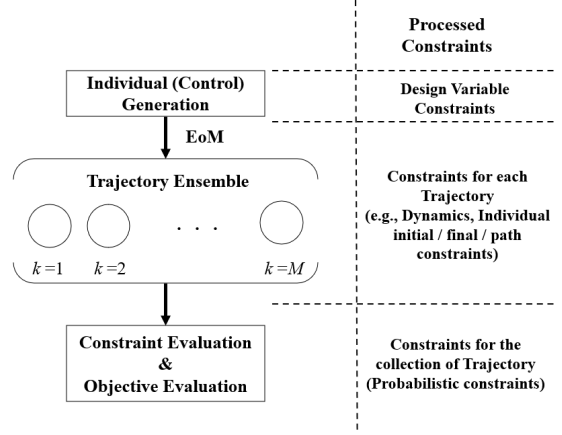 Processed
Constraints
Individual (Control)
Generation
Design Variable
Constraints
EoM
Trajectory Ensemble
. . .
k =1
k =2
k =M
Constraints for each
Trajectory
(e.g., Dynamics, Individual
initial / final / path
constraints)
Constraint Evaluation
&
Objective Evaluation
Constraints for the
collection of Trajectory
(Probabilistic constraints)